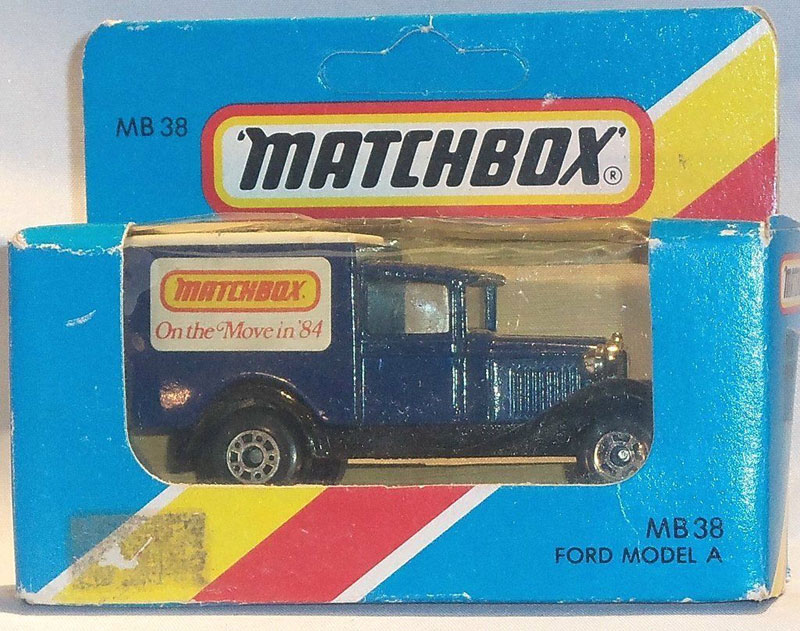 MB 38
'MATCHBOX'®
MATCHBOX
On the Move in '84
MB 38
FORD MODEL A